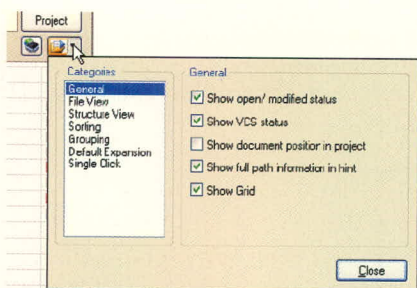 Project
Categories
General
File View
Structure View
Sorting
Grouping
Default Expansion
Single Click
General
Show open/ modified status
Show VCS status
Show document position in project
Show full path information in hint
Show Grid
Close